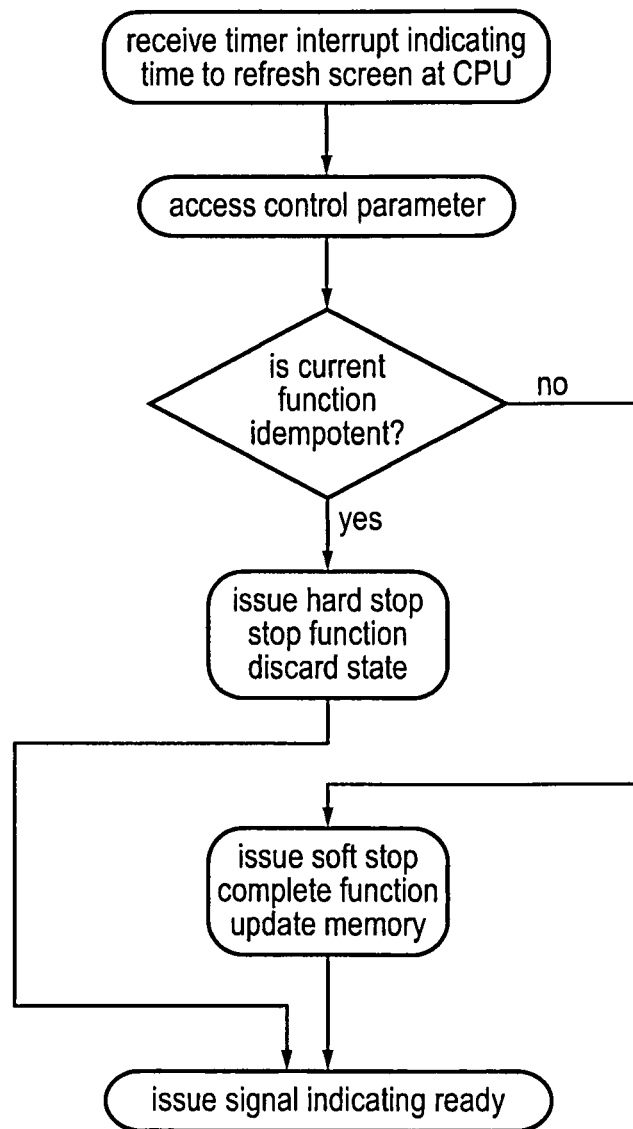 receive timer interrupt indicating
time to refresh screen at CPU
access control parameter
is current
function
idempotent?
no
yes
issue hard stop
stop function
discard state
issue soft stop
complete function
update memory
issue signal indicating ready